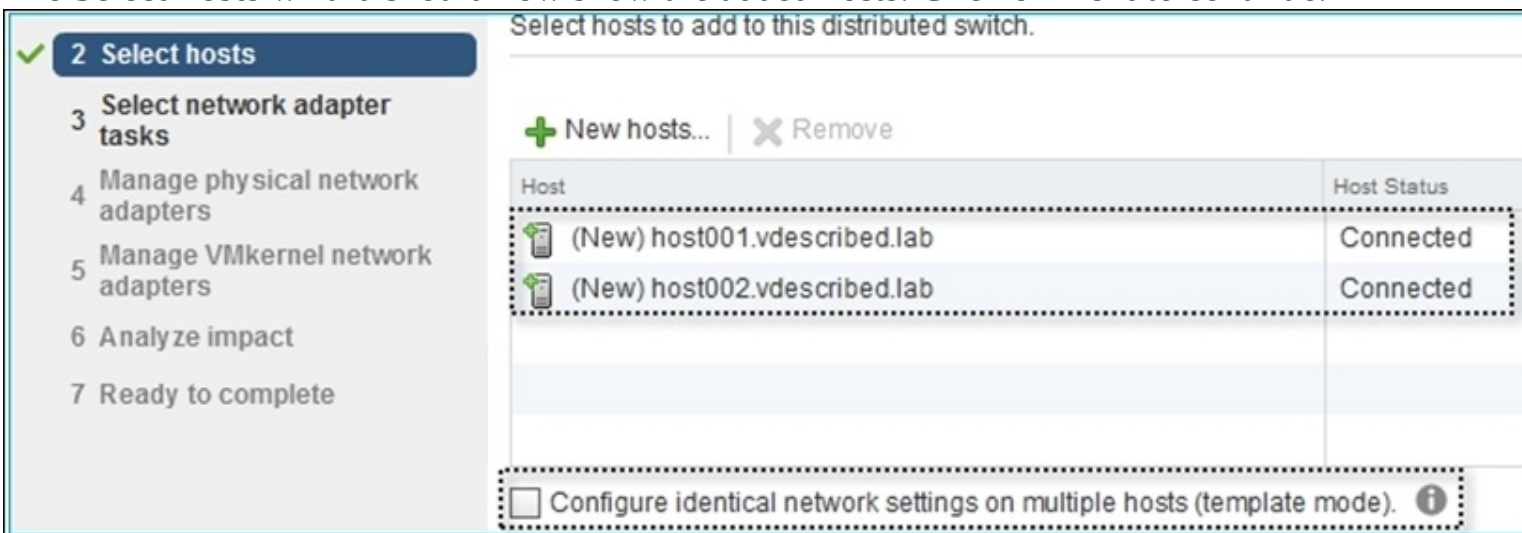 Select hosts to add to this distributed switch.
2 Select hosts
3 Select network adapter
tasks
4 Manage physical network
adapters
5 Manage VMkernel network
adapters
6 Analyze impact
7 Ready to complete
New hosts... Remove
Host Host Status
(New) host001.vdescribed.lab Connected
(New) host002.vdescribed.lab Connected
Configure identical network settings on multiple hosts (template mode).